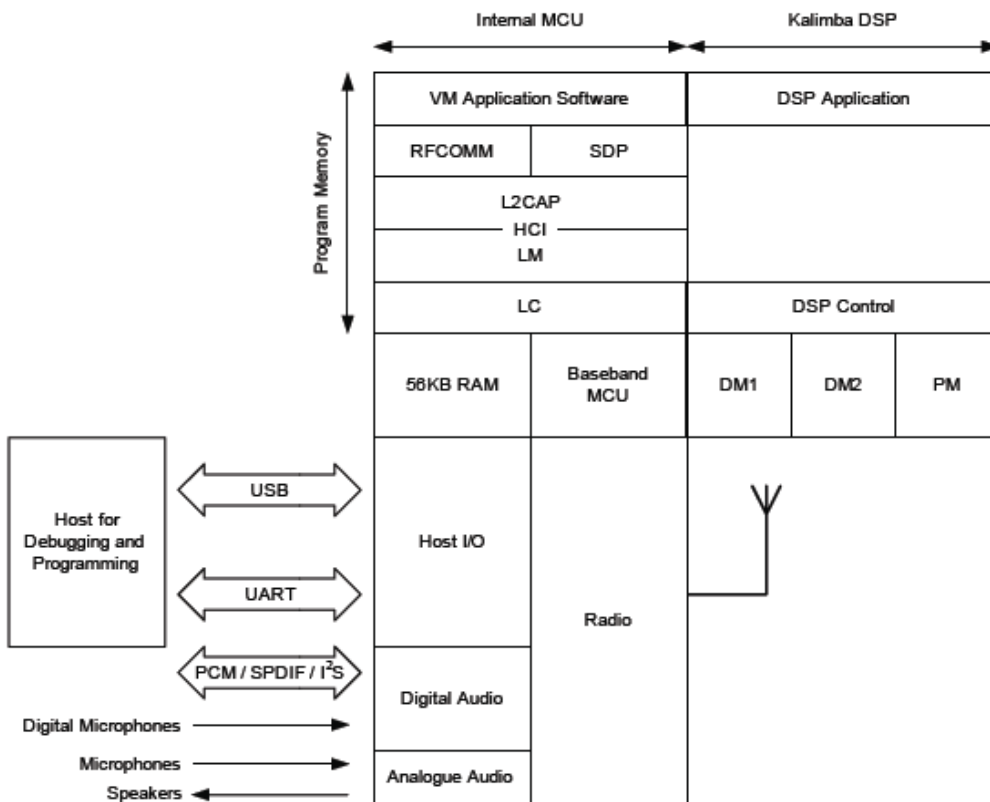 Internal MCU
Kalimba DSP
VM Application Software
DSP Application
RFCOMM
SDP
Program Memory
L2CAP
HCI
LM
LC
DSP Control
56KB RAM
Baseband
MCU
DM1
DM2
PM
Host for
Debugging and
Programming
USB
Host I/O
UART
Radio
PCM / SPDIF / I²S
Digital Audio
Digital Microphones
Microphones
Analogue Audio
Speakers